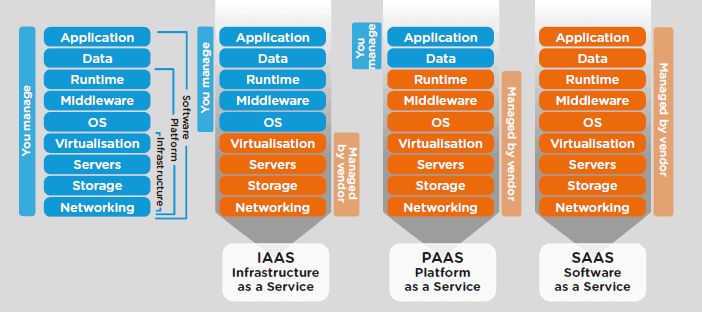 You manage
Application
Data
Runtime
Middleware
OS
Virtualisation
Servers
Storage
Networking
Infrastructure
Platform
Software
You manage
Application
Data
Runtime
Middleware
OS
Virtualisation
Servers
Storage
Networking
Managed
by vendor
IAAS
Infrastructure
as a Service
You
manage
Application
Data
Runtime
Middleware
OS
Virtualisation
Servers
Storage
Networking
Managed by vendor
PAAS
Platform
as a Service
Application
Data
Runtime
Middleware
OS
Virtualisation
Servers
Storage
Networking
Managed by vendor
SAAS
Software
as a Service